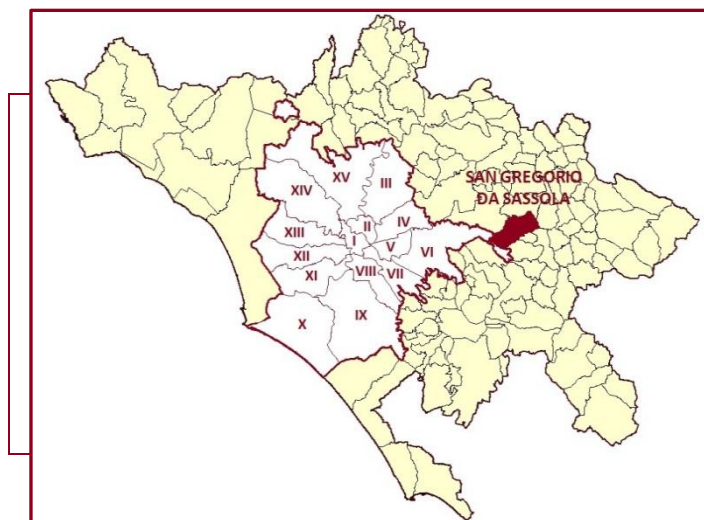 XV
III
XIV
SAN GREGORIO
DA SASSOLA
II
IV
XIII
I
V
VI
XII
VIII
VII
XI
X
IX